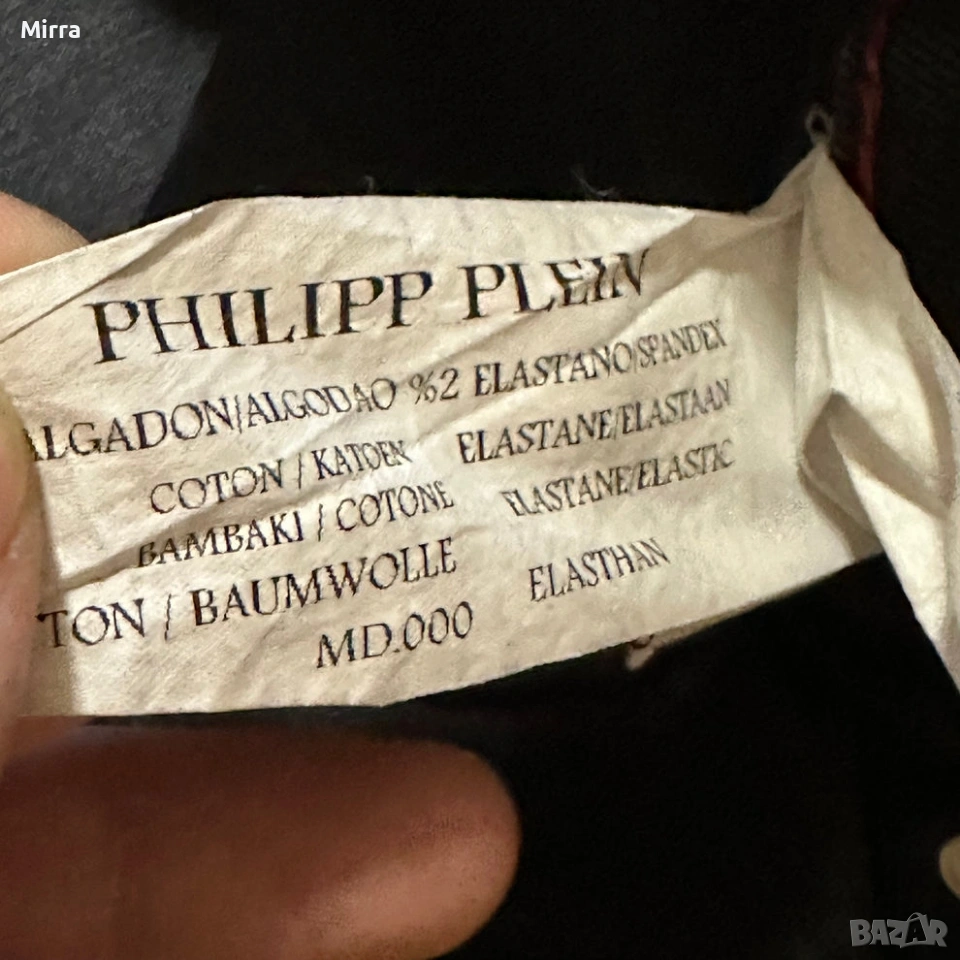 Mirra
PHILIPP PLEIN
ALGADON/ALGODAO %2 ELASTANO/SPANDEX
COTON / KATOEN ELASTANE/ELASTAAN
BAMBAKI / COTONE ELASTANE/ELASTIC
TON / BAUMWOLLE ELASTHAN
MD.000
BAZAR